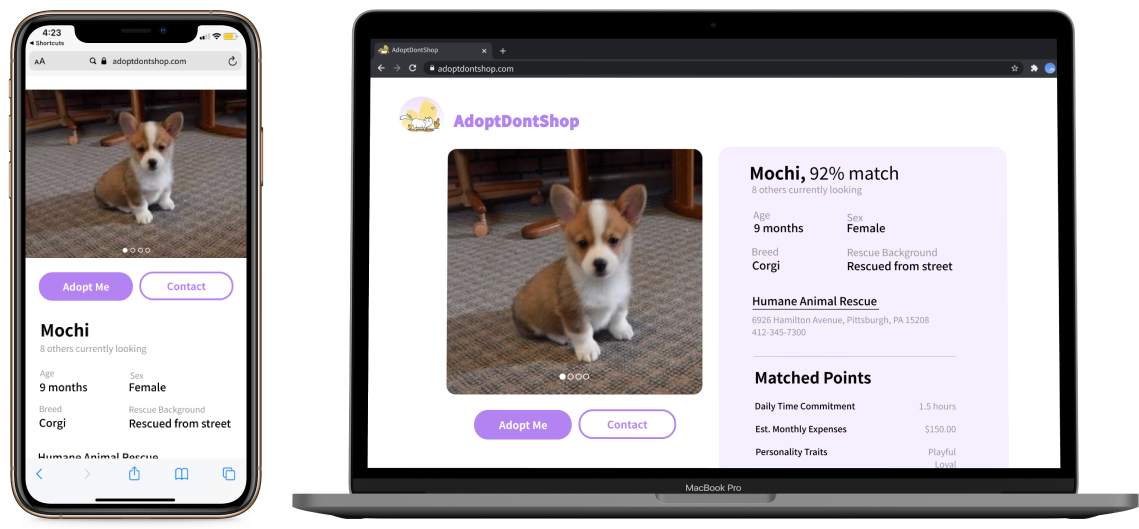 4:23
Shortcuts
AA
adoptdontshop.com
Adopt Me
Contact
Mochi
8 others currently looking
Age
Sex
9 months
Female
Breed
Rescue Background
Corgi
Rescued from street
Humane Animal Rescue
AdoptDontShop
adoptdontshop.com
AdoptDontShop
Mochi, 92% match
8 others currently looking
Age
Sex
9 months
Female
Breed
Rescue Background
Corgi
Rescued from street
Humane Animal Rescue
6926 Hamilton Avenue, Pittsburgh, PA 15208
412-345-7300
Matched Points
Daily Time Commitment
1.5 hours
Est. Monthly Expenses
$150.00
Personality Traits
Playful
Loyal
Adopt Me
Contact
MacBook Pro